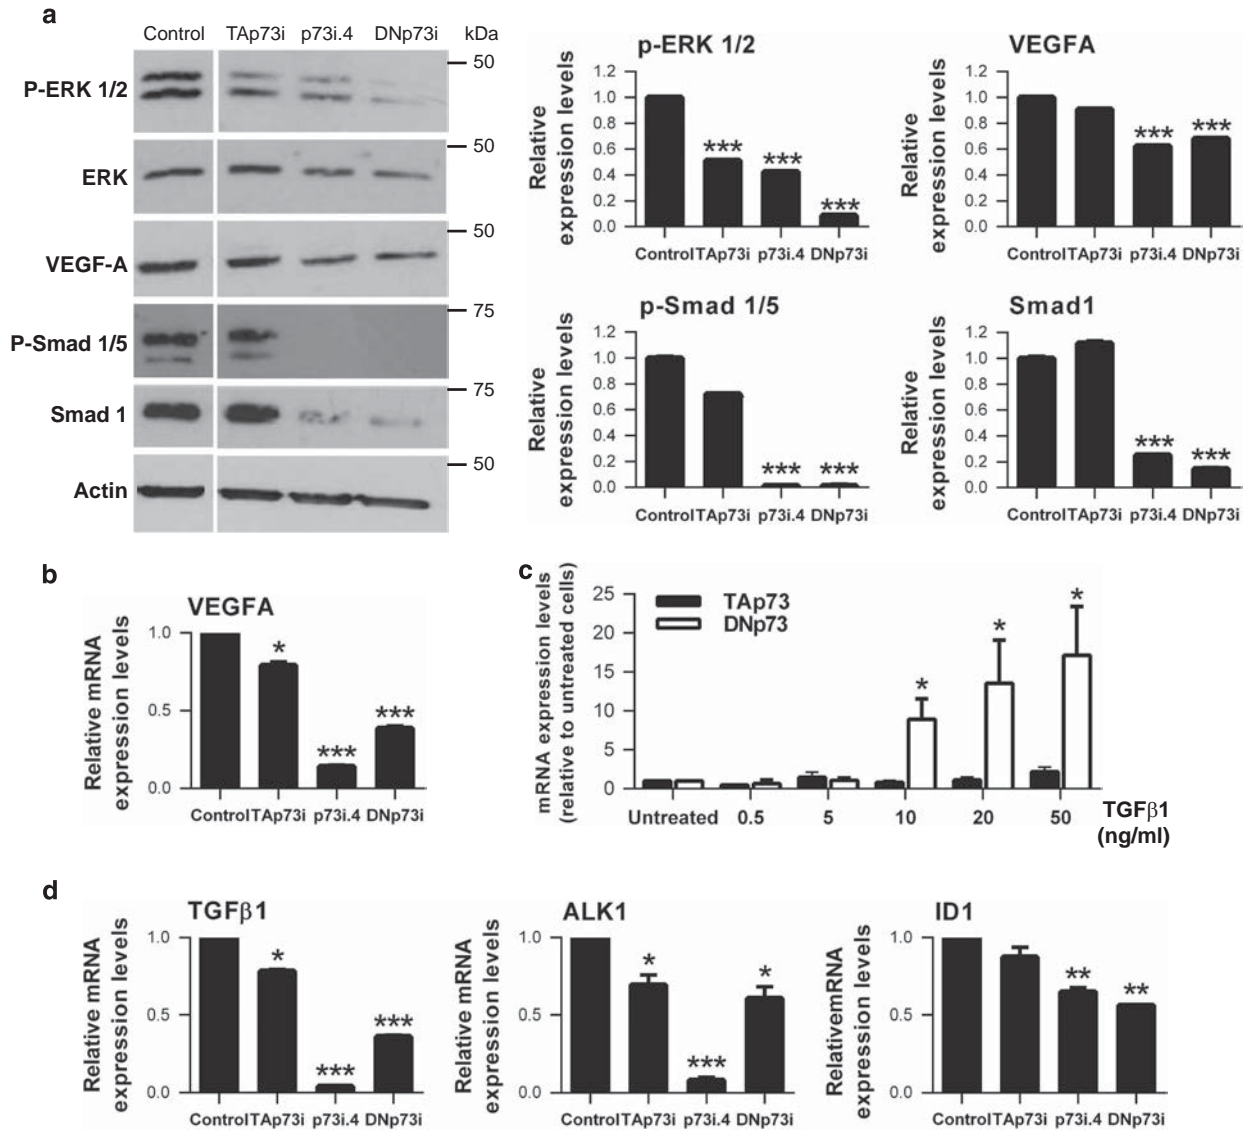 a
Control TAp73i p73i.4 DNp73i kDa
P-ERK 1/2
50
ERK
50
VEGF-A
50
P-Smad 1/5
75
Smad 1
75
Actin
50
p-ERK 1/2
Relative
expression levels
1.2
1.0
0.8
0.6
0.4
0.2
0.0
***
***
***
Control TAp73i p73i.4 DNp73i
VEGFA
Relative
expression levels
1.2
1.0
0.8
0.6
0.4
0.2
0.0
***
***
Control TAp73i p73i.4 DNp73i
p-Smad 1/5
Relative
expression levels
1.2
1.0
0.8
0.6
0.4
0.2
0.0
***
***
Control TAp73i p73i.4 DNp73i
Smad1
Relative
expression levels
1.2
1.0
0.8
0.6
0.4
0.2
0.0
***
***
Control TAp73i p73i.4 DNp73i
b
VEGFA
Relative mRNA
expression levels
1.0
0.5
0.0
*
***
***
Control TAp73i p73i.4 DNp73i
c
mRNA expression levels
(relative to untreated cells)
25
20
15
10
5
0
TAp73
DNp73
*
*
*
Untreated 0.5 5 10 20 50
TGFβ1
(ng/ml)
d
TGFβ1
Relative mRNA
expression levels
1.0
0.5
0.0
*
***
***
Control TAp73i p73i.4 DNp73i
ALK1
Relative mRNA
expression levels
1.0
0.5
0.0
*
***
*
Control TAp73i p73i.4 DNp73i
ID1
RelativemRNA
expression levels
1.0
0.5
0.0
**
**
Control TAp73i p73i.4 DNp73i